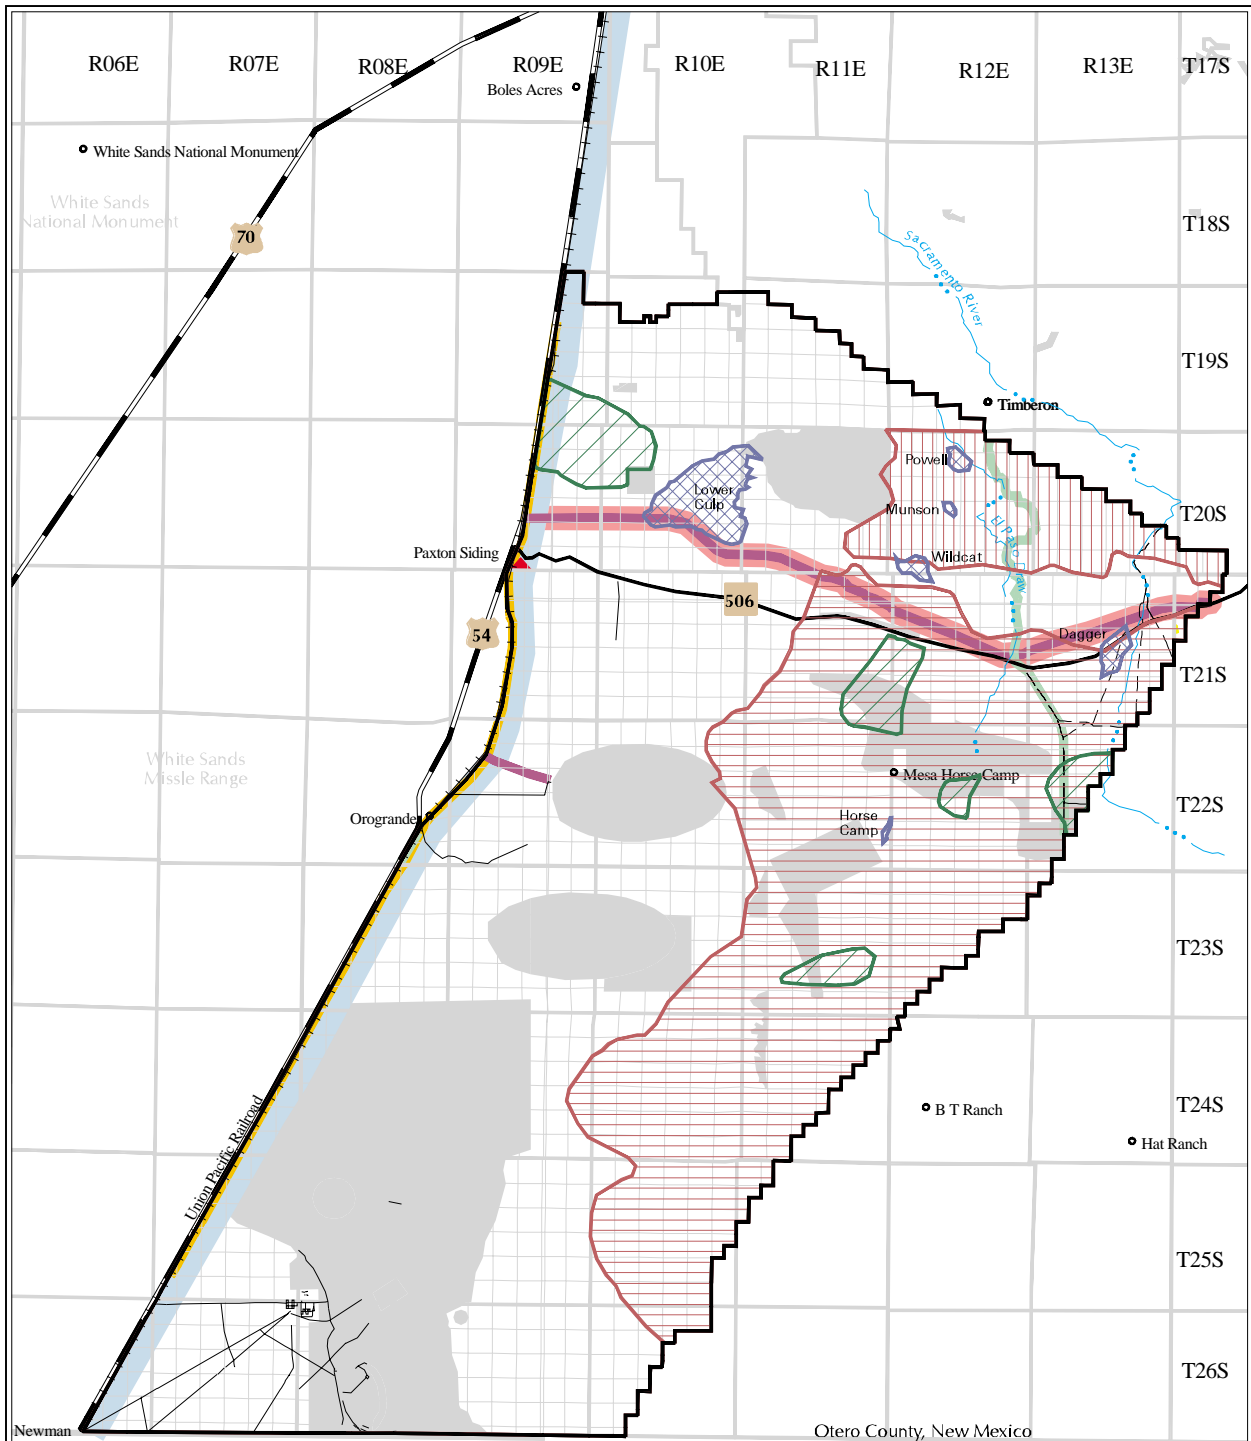 R06E
R07E
R08E
R09E
R10E
R11E
R12E
R13E
T17S
Boles Acres
White Sands National Monument
White Sands
National Monument
70
Sacramento River
T18S
T19S
Timberon
Powell
Lower
Culp
Munson
El Paso Draw
T20S
Paxton Siding
Wildcat
506
54
Dagger
T21S
White Sands
Missle Range
Mesa Horse Camp
Orogrande
Horse
Camp
T22S
T23S
Union Pacific Railroad
B T Ranch
T24S
Hat Ranch
T25S
T26S
Newman
Otero County, New Mexico